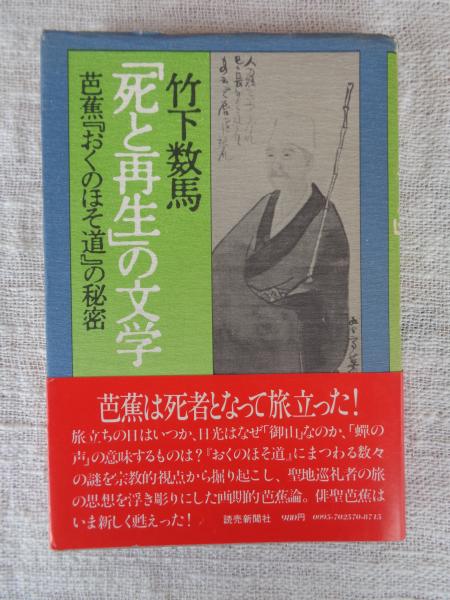 竹下数馬
「死と再生」の文学
芭蕉『おくのほそ道』の秘密
芭蕉は死者となって旅立った!
旅立ちの日はいつか、日光はなぜ「御山」なのか、「蟬の
声」の意味するものは?『おくのほそ道』にまつわる数々
の謎を宗教的視点から掘り起こし、聖地巡礼者の旅
の思想を浮き彫りにした画期的芭蕉論。俳聖芭蕉は
いま新しく甦えった!
読売新聞社 980円 0095-702570-8715